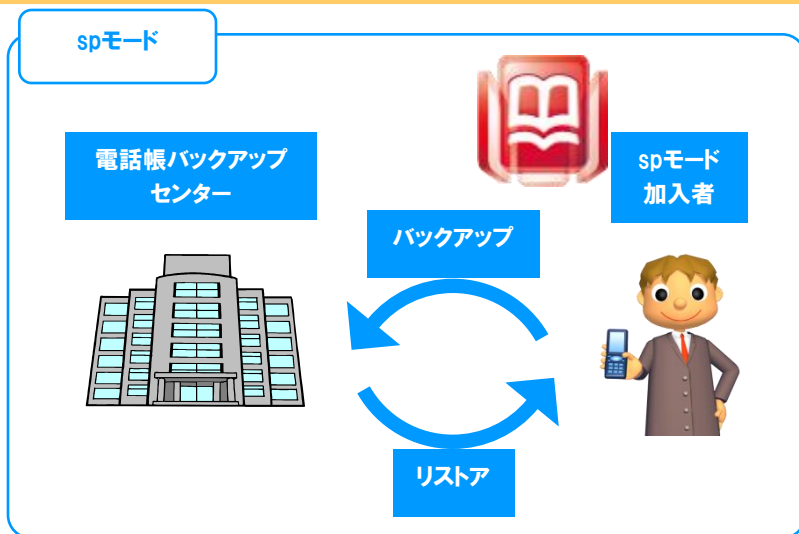 spモード
電話帳バックアップ
センター
spモード
加入者
バックアップ
リストア